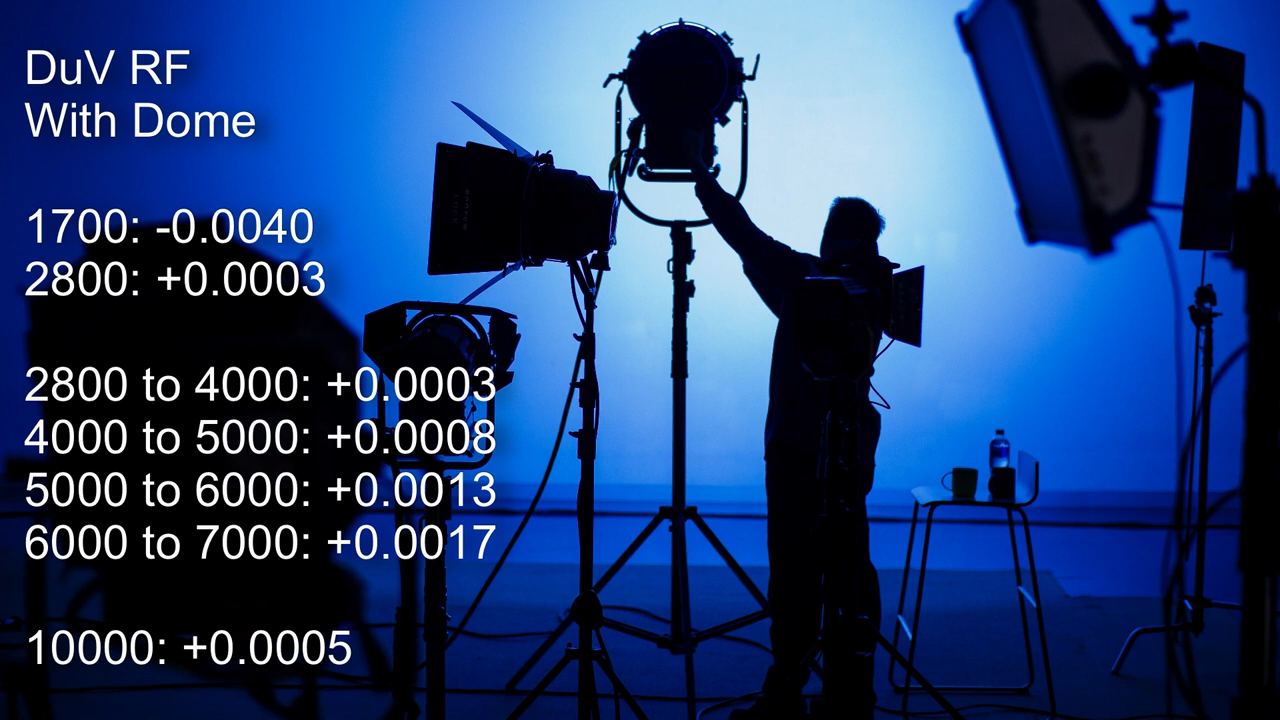 DuV RF
With Dome
1700: -0.0040
2800: +0.0003
2800 to 4000: +0.0003
4000 to 5000: +0.0008
5000 to 6000: +0.0013
6000 to 7000: +0.0017
10000: +0.0005